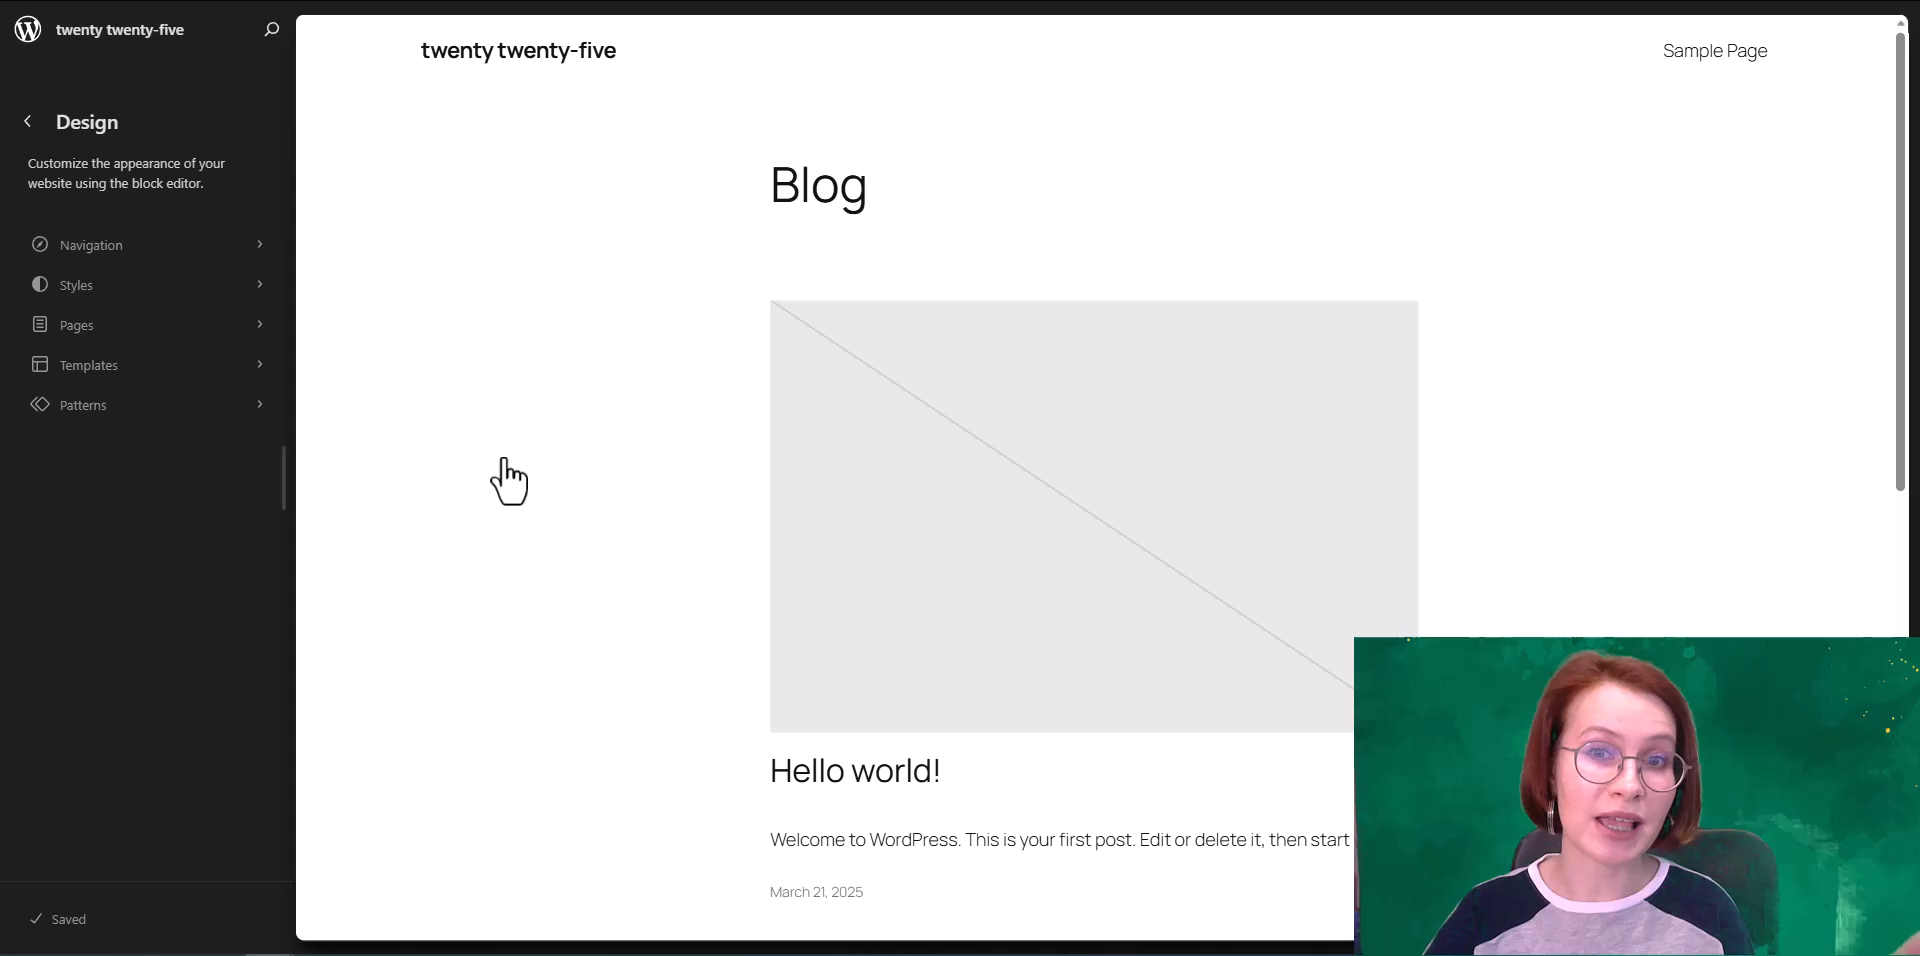 twenty twenty-five
Design
Customize the appearance of your
website using the block editor.
Navigation
Styles
Pages
Templates
Patterns
Saved
twenty twenty-five
Sample Page
Blog
Hello world!
Welcome to WordPress. This is your first post. Edit or delete it, then start
March 21, 2025